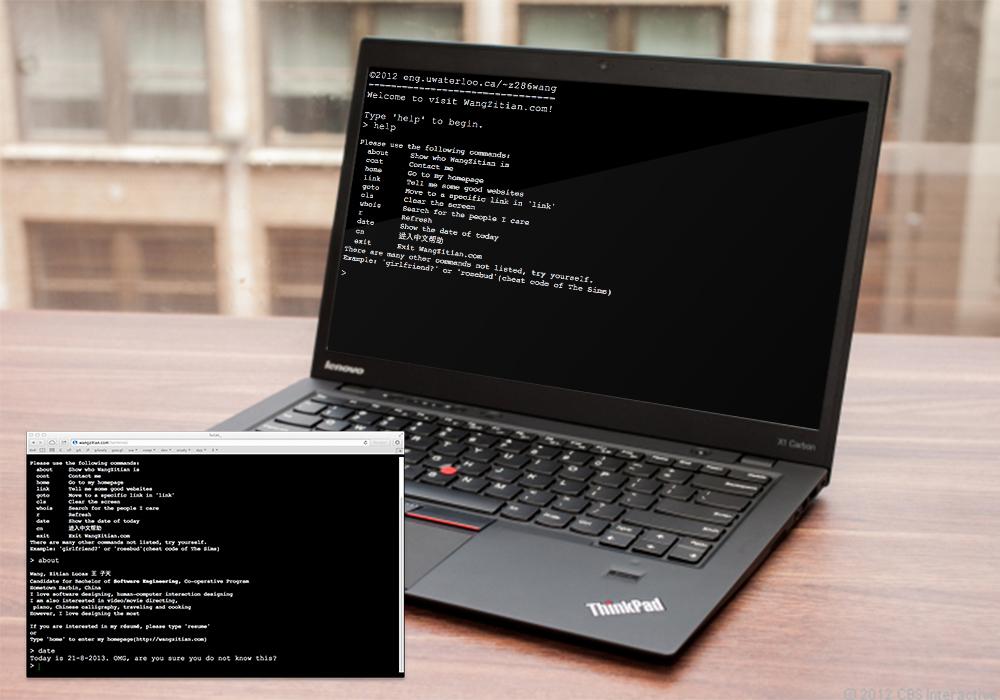 ©2012 eng.uwaterloo.ca/~z286wang
--------------------------------
Welcome to visit WangZitian.com!
Type 'help' to begin.
> help
Please use the following commands:
about Show who WangZitian is
cont Contact me
home Go to my homepage
link Tell me some good websites
goto Move to a specific link in 'link'
cls Clear the screen
whois Search for the people I care
r Refresh
date Show the date of today
cn 进入中文帮助
exit Exit WangZitian.com
There are many other commands not listed, try yourself.
Example: 'girlfriend?' or 'rosebud'(cheat code of The Sims)
>
lenovo
X1 Carbon
ThinkPad
wangzitian.com
Please use the following commands:
about Show who WangZitian is
cont Contact me
home Go to my homepage
link Tell me some good websites
goto Move to a specific link in 'link'
cls Clear the screen
whois Search for the people I care
r Refresh
date Show the date of today
cn 进入中文帮助
exit Exit WangZitian.com
There are many other commands not listed, try yourself.
Example: 'girlfriend?' or 'rosebud'(cheat code of The Sims)
> about
Wang, Zitian Lucas 王 子天
Candidate for Bachelor of Software Engineering, Co-operative Program
Hometown Harbin, China
I love software designing, human-computer interaction designing
I am also interested in video/movie directing,
piano, Chinese calligraphy, traveling and cooking
However, I love designing the most
If you are interested in my résumé, please type 'resume'
or
Type 'home' to enter my homepage(http://wangzitian.com)
> date
Today is 21-8-2013. OMG, are you sure you do not know this?
>
© 2012 CBS Interactive